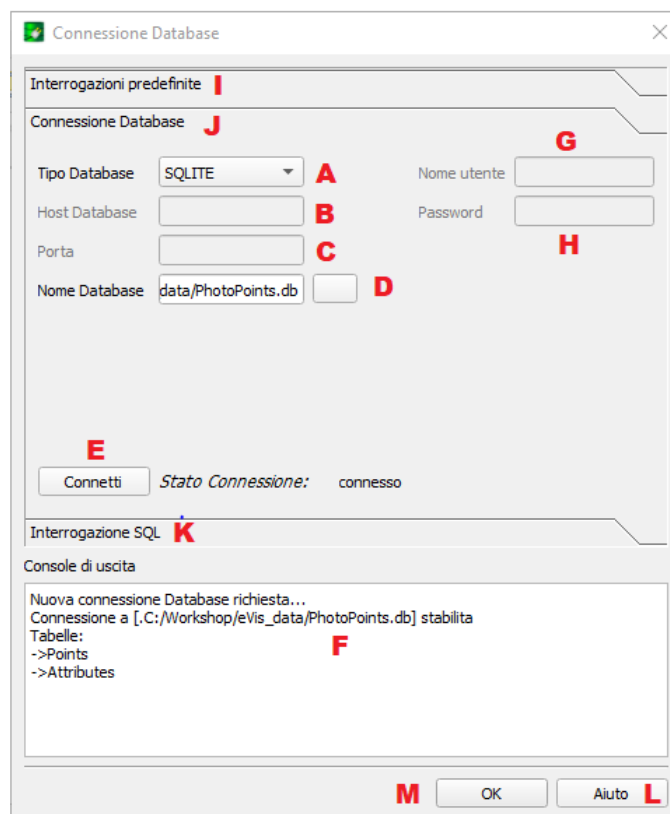 Connessione Database
Interrogazioni predefinite I
Connessione Database J
G
Tipo Database SQLITE A Nome utente
Host Database B Password
Porta C H
Nome Database data/PhotoPoints.db D
E
Connetti Stato Connessione: connesso
Interrogazione SQL K
Console di uscita
Nuova connessione Database richiesta...
Connessione a [.C:/Workshop/eVis_data/PhotoPoints.db] stabilita
Tabelle:
->Points
->Attributes
F
M OK Aiuto L